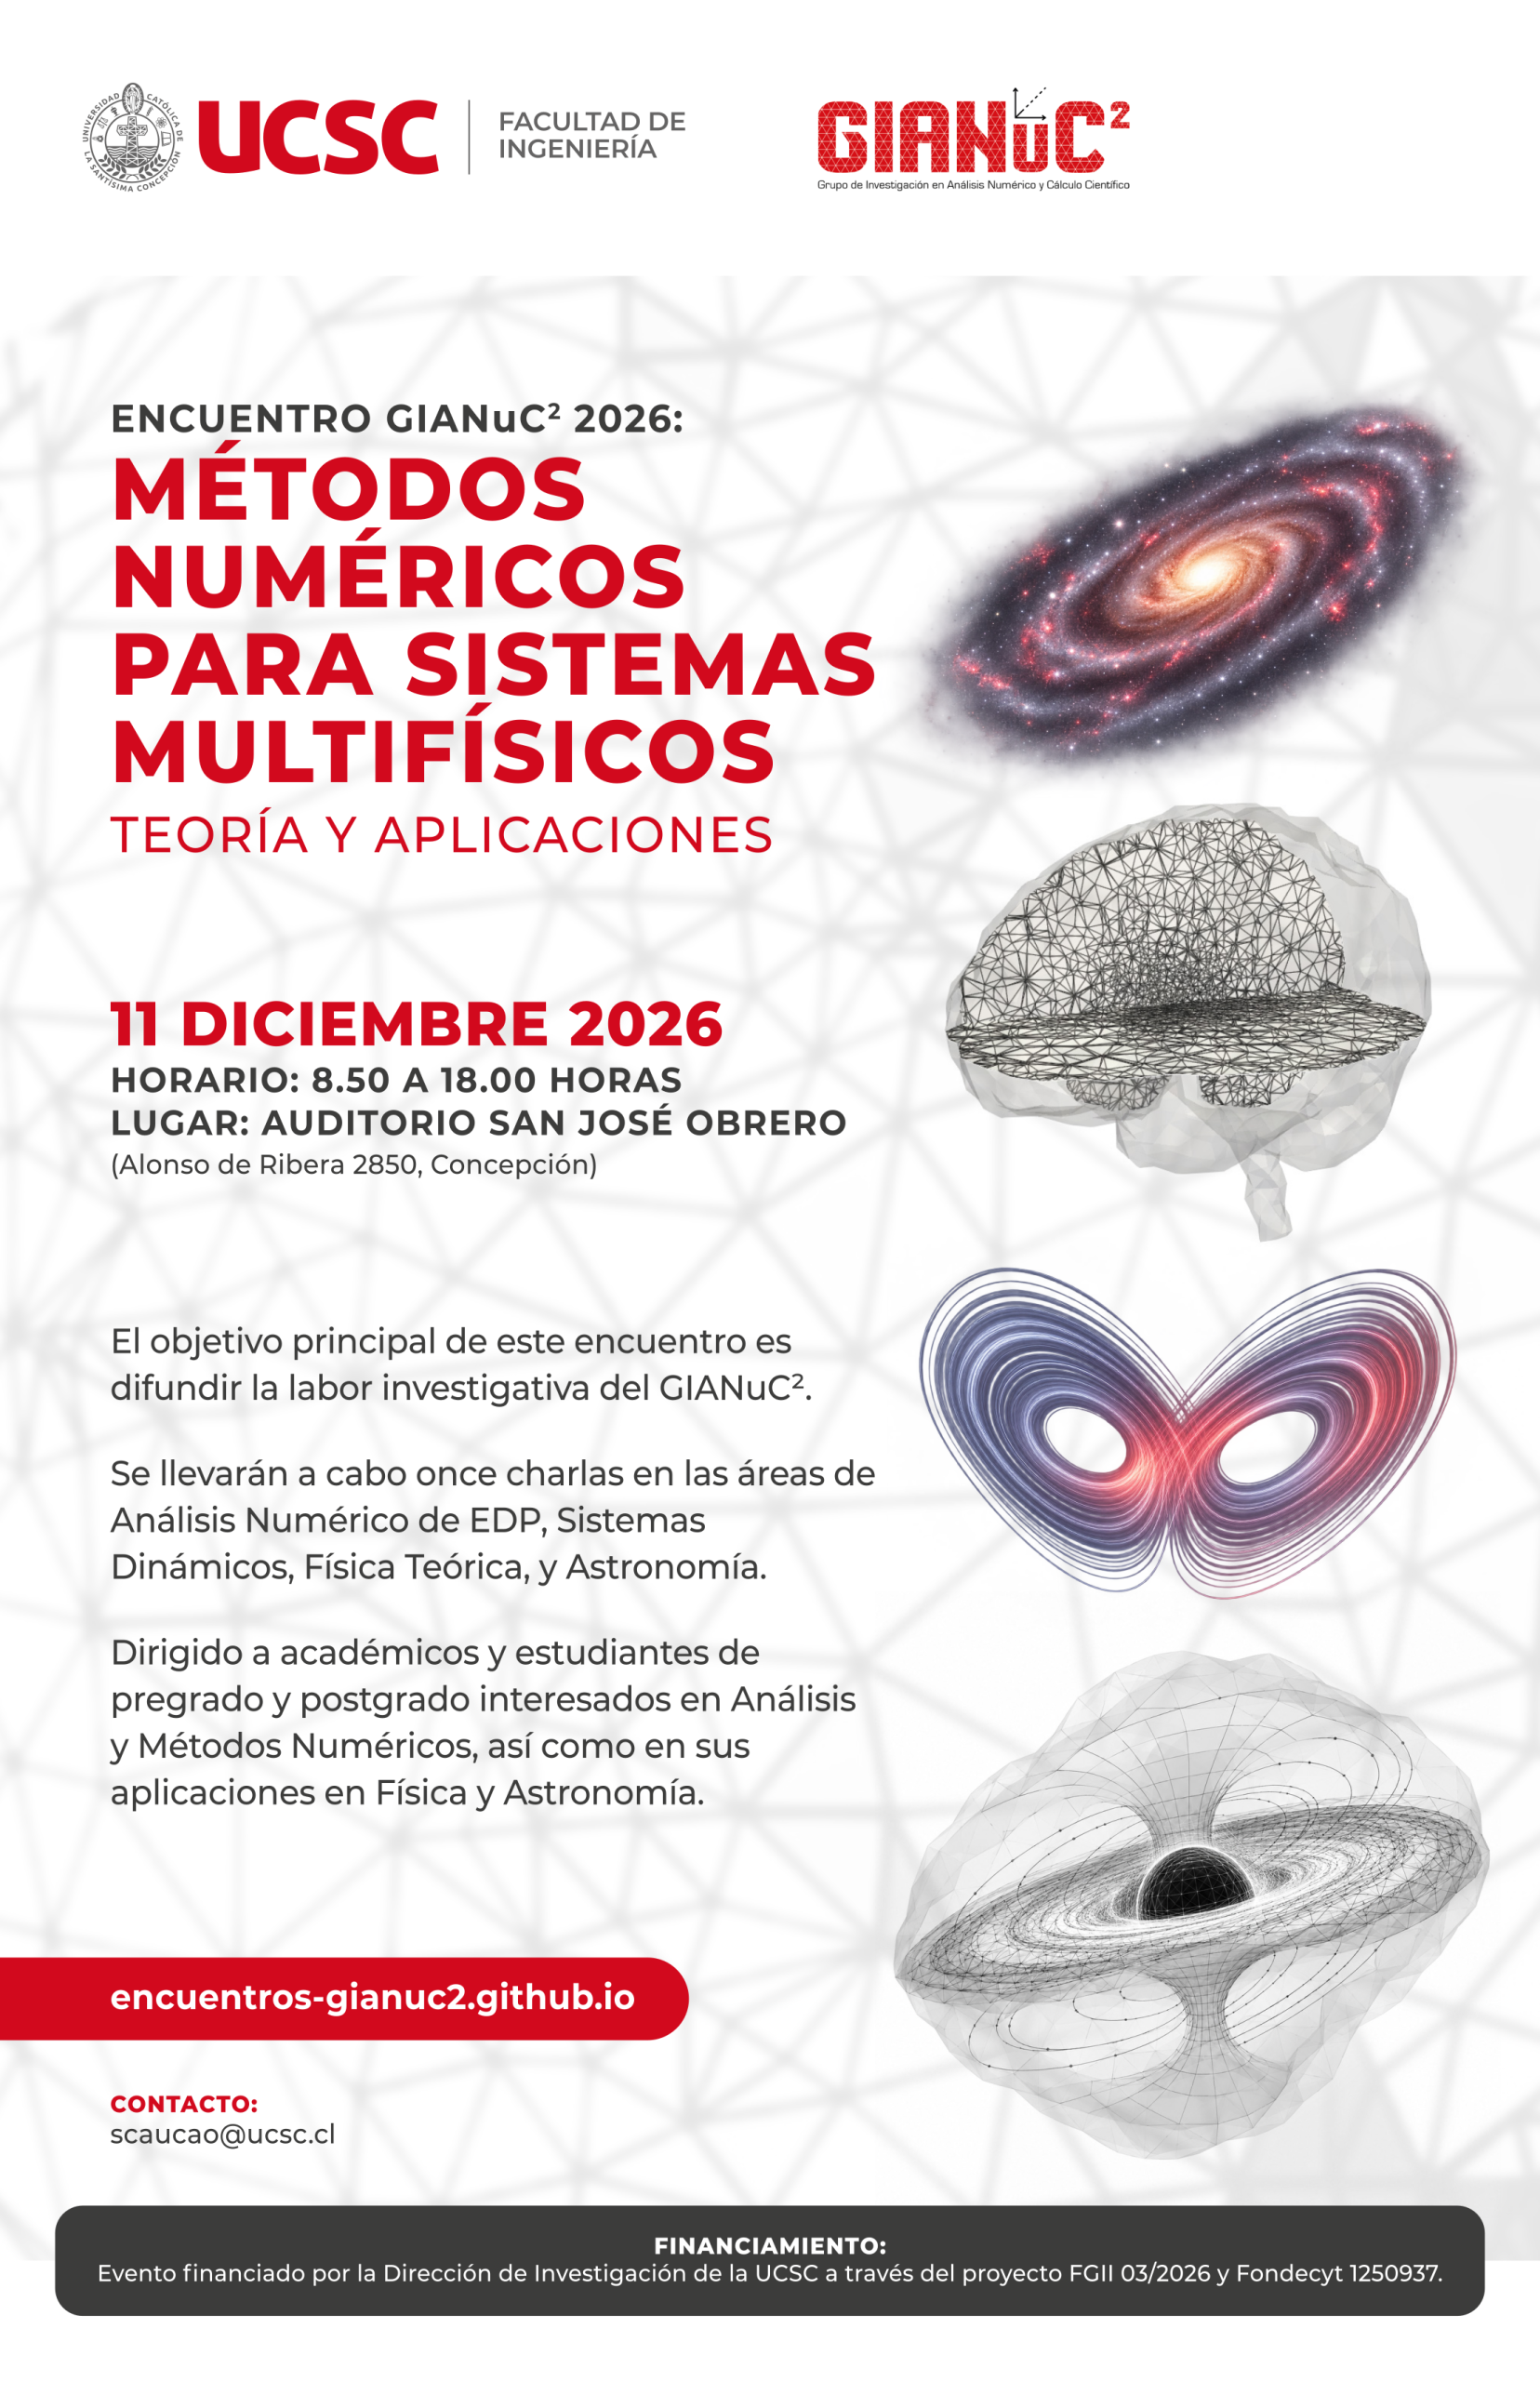 UNIVERSIDAD CATÓLICA DE LA SANTÍSIMA CONCEPCIÓN
UCSC
FACULTAD DE
INGENIERÍA
GIANuC²
Grupo de Investigación en Análisis Numérico y Cálculo Científico
ENCUENTRO GIANuC² 2026:
MÉTODOS
NUMÉRICOS
PARA SISTEMAS
MULTIFÍSICOS
TEORÍA Y APLICACIONES
11 DICIEMBRE 2026
HORARIO: 8.50 A 18.00 HORAS
LUGAR: AUDITORIO SAN JOSÉ OBRERO
(Alonso de Ribera 2850, Concepción)
El objetivo principal de este encuentro es
difundir la labor investigativa del GIANuC².
Se llevarán a cabo once charlas en las áreas de
Análisis Numérico de EDP, Sistemas
Dinámicos, Física Teórica, y Astronomía.
Dirigido a académicos y estudiantes de
pregrado y postgrado interesados en Análisis
y Métodos Numéricos, así como en sus
aplicaciones en Física y Astronomía.
encuentros-gianuc2.github.io
CONTACTO:
scaucao@ucsc.cl
FINANCIAMIENTO:
Evento financiado por la Dirección de Investigación de la UCSC a través del proyecto FGII 03/2026 y Fondecyt 1250937.